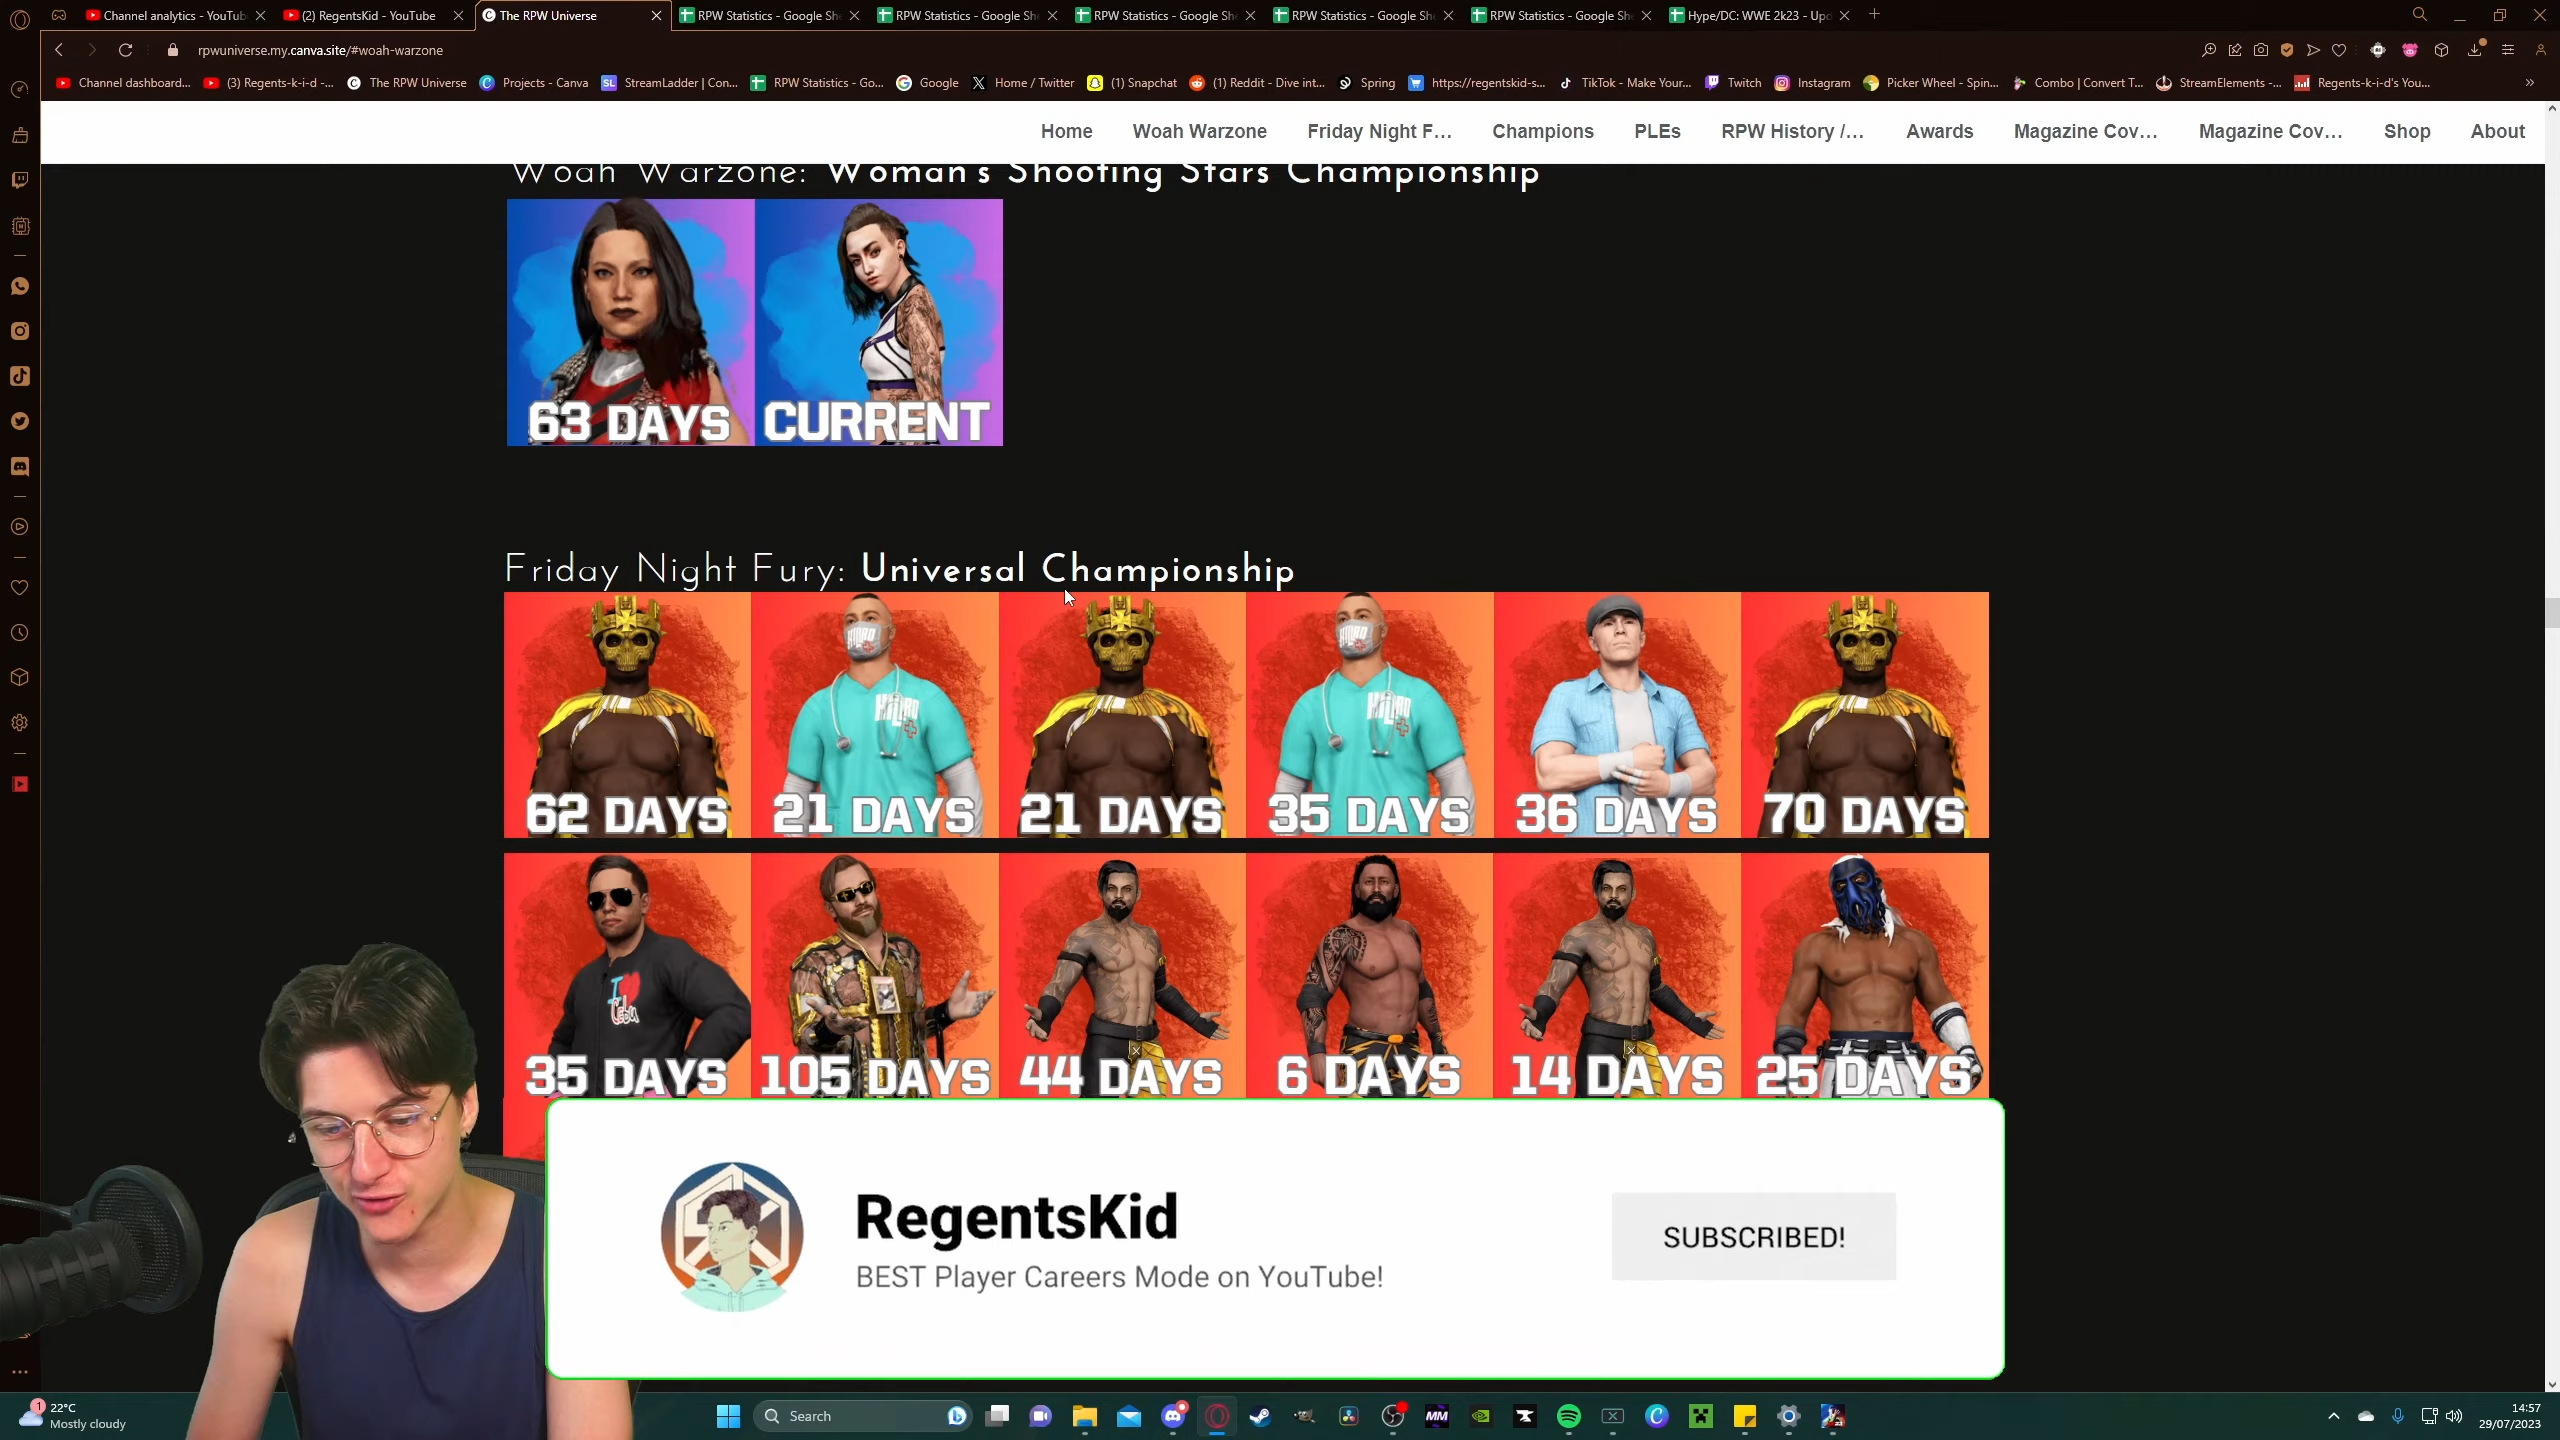 Channel analytics - YouTub
(2) RegentsKid - YouTube
The RPW Universe
RPW Statistics - Google She
RPW Statistics - Google She
RPW Statistics - Google She
RPW Statistics - Google She
RPW Statistics - Google She
Hype/DC: WWE 2k23 - Upd
rpwuniverse.my.canva.site/#woah-warzone
Channel dashboard...
(3) Regents-k-i-d -...
The RPW Universe
Projects - Canva
StreamLadder | Con...
RPW Statistics - Go...
Google
Home / Twitter
(1) Snapchat
(1) Reddit - Dive int...
Spring
https://regentskid-s...
TikTok - Make Your...
Twitch
Instagram
Picker Wheel - Spin...
Combo | Convert T...
StreamElements -...
Regents-k-i-d's You...
Home Woah Warzone Friday Night F... Champions PLEs RPW History /... Awards Magazine Cov... Magazine Cov... Shop About
Woah Warzone: Woman's Shooting Stars Championship
63 DAYS CURRENT
Friday Night Fury: Universal Championship
62 DAYS 21 DAYS 21 DAYS 35 DAYS 36 DAYS 70 DAYS
35 DAYS 105 DAYS 44 DAYS 6 DAYS 14 DAYS 25 DAYS
RegentsKid
BEST Player Careers Mode on YouTube!
SUBSCRIBED!
22°C
Mostly cloudy
Search
14:57
29/07/2023